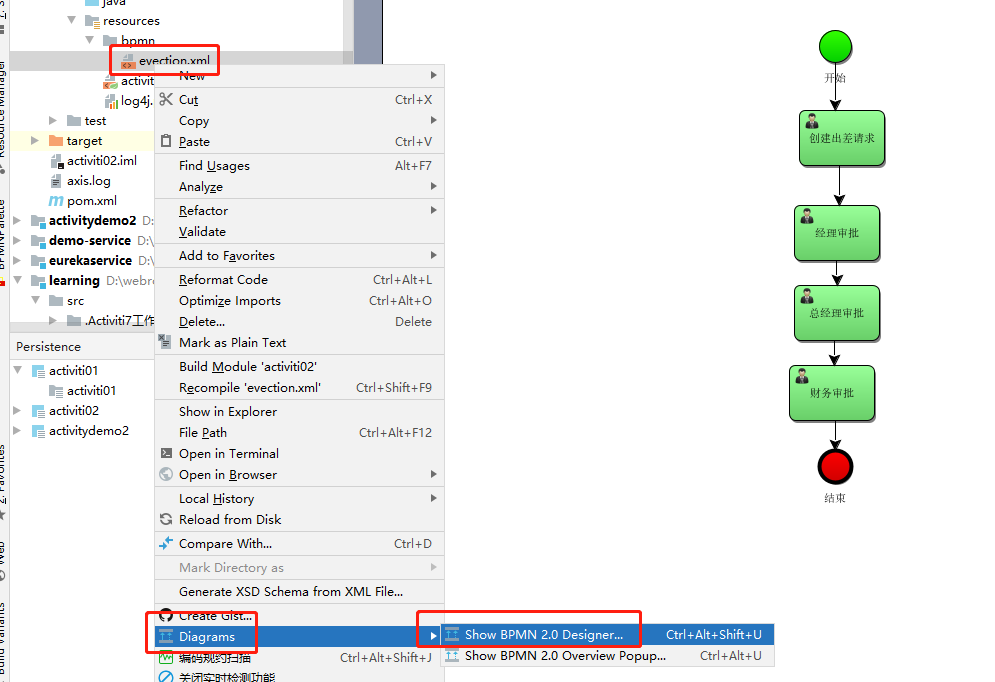 java
resources
bpmn
evection.xml
activit
log4j.
test
target
activiti02.iml
axis.log
pom.xml
activitydemo2 D:
demo-service D:\
eurekaservice D:\
learning D:\webr
src
.Activiti7工作
Persistence
activiti01
activiti01
activiti02
activitydemo2
New
Cut Ctrl+X
Copy
Paste Ctrl+V
Find Usages Alt+F7
Analyze
Refactor
Validate
Add to Favorites
Reformat Code Ctrl+Alt+L
Optimize Imports Ctrl+Alt+O
Delete... Delete
Mark as Plain Text
Build Module 'activiti02'
Recompile 'evection.xml' Ctrl+Shift+F9
Show in Explorer
File Path Ctrl+Alt+F12
Open in Terminal
Open in Browser
Local History
Reload from Disk
Compare With... Ctrl+D
Mark Directory as
Generate XSD Schema from XML File...
Create Gist...
Diagrams
编码规约扫描 Ctrl+Alt+Shift+J
关闭实时检测功能
Show BPMN 2.0 Designer... Ctrl+Alt+Shift+U
Show BPMN 2.0 Overview Popup... Ctrl+Alt+U
开始
创建出差请求
经理审批
总经理审批
财务审批
结束